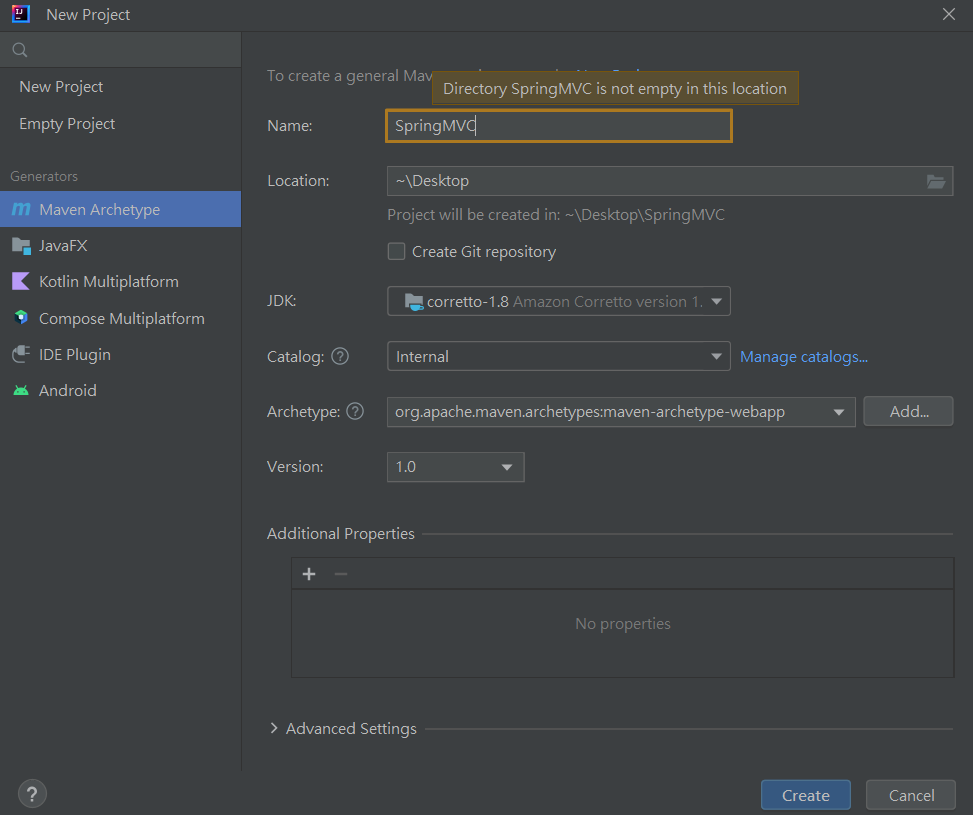 New Project
New Project
Empty Project
Generators
Maven Archetype
JavaFX
Kotlin Multiplatform
Compose Multiplatform
IDE Plugin
Android
To create a general Mav
Directory SpringMVC is not empty in this location
Name:
SpringMVC
Location:
~\Desktop
Project will be created in: ~\Desktop\SpringMVC
Create Git repository
JDK:
corretto-1.8 Amazon Corretto version 1.
Catalog: ?
Internal
Manage catalogs...
Archetype: ?
org.apache.maven.archetypes:maven-archetype-webapp
Add...
Version:
1.0
Additional Properties
No properties
Advanced Settings
?
Create
Cancel